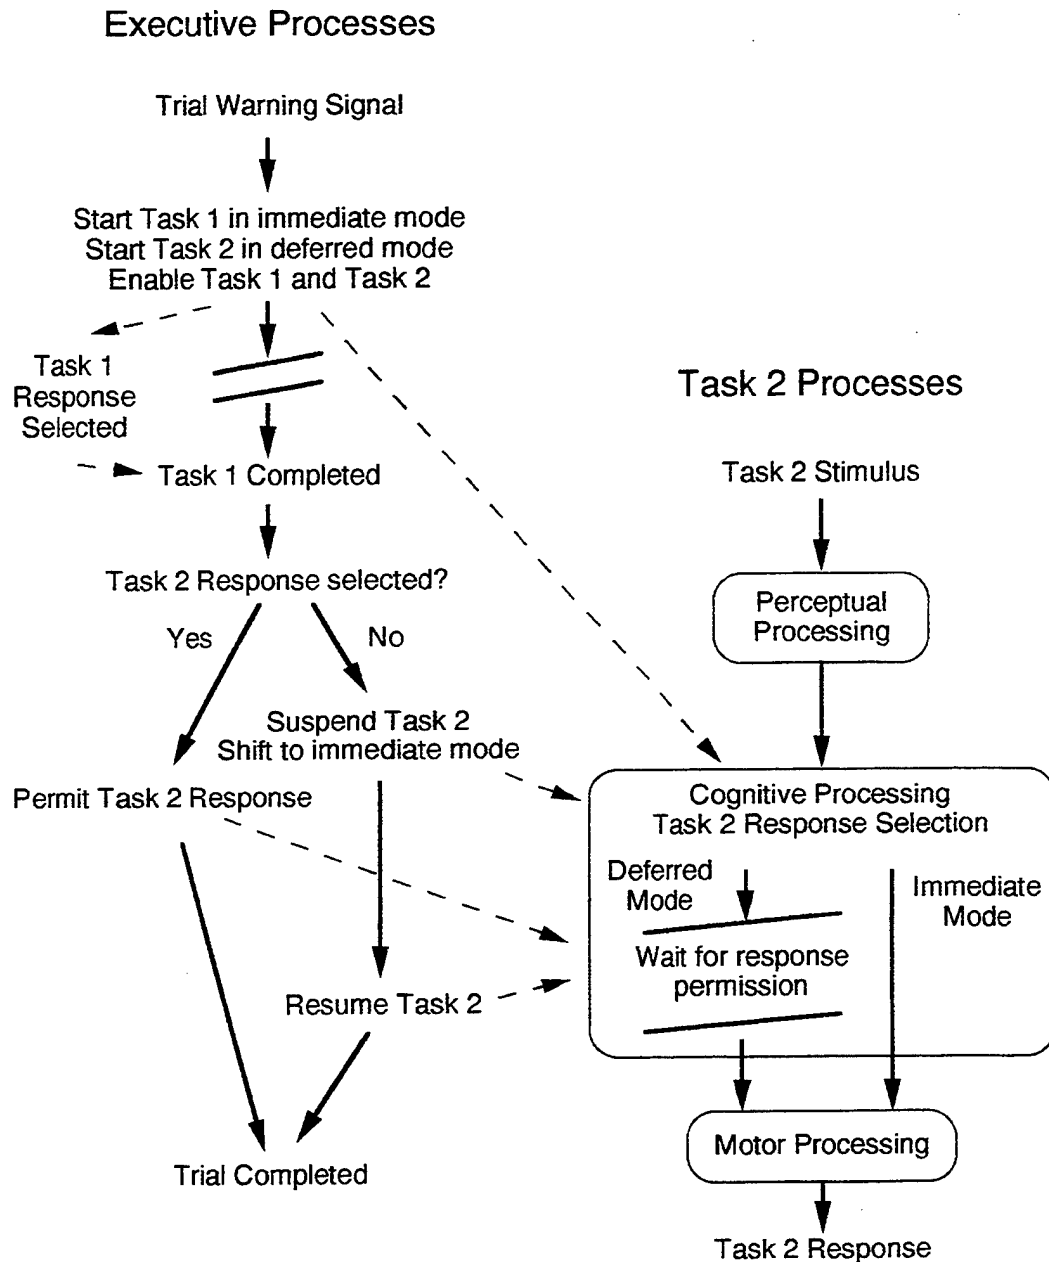 Executive Processes
Trial Warning Signal
Start Task 1 in immediate mode
Start Task 2 in deferred mode
Enable Task 1 and Task 2
Task 1
Response
Selected
Task 1 Completed
Task 2 Response selected?
Yes
No
Suspend Task 2
Shift to immediate mode
Permit Task 2 Response
Resume Task 2
Trial Completed
Task 2 Processes
Task 2 Stimulus
Perceptual
Processing
Cognitive Processing
Task 2 Response Selection
Deferred
Mode
Immediate
Mode
Wait for response
permission
Motor Processing
Task 2 Response